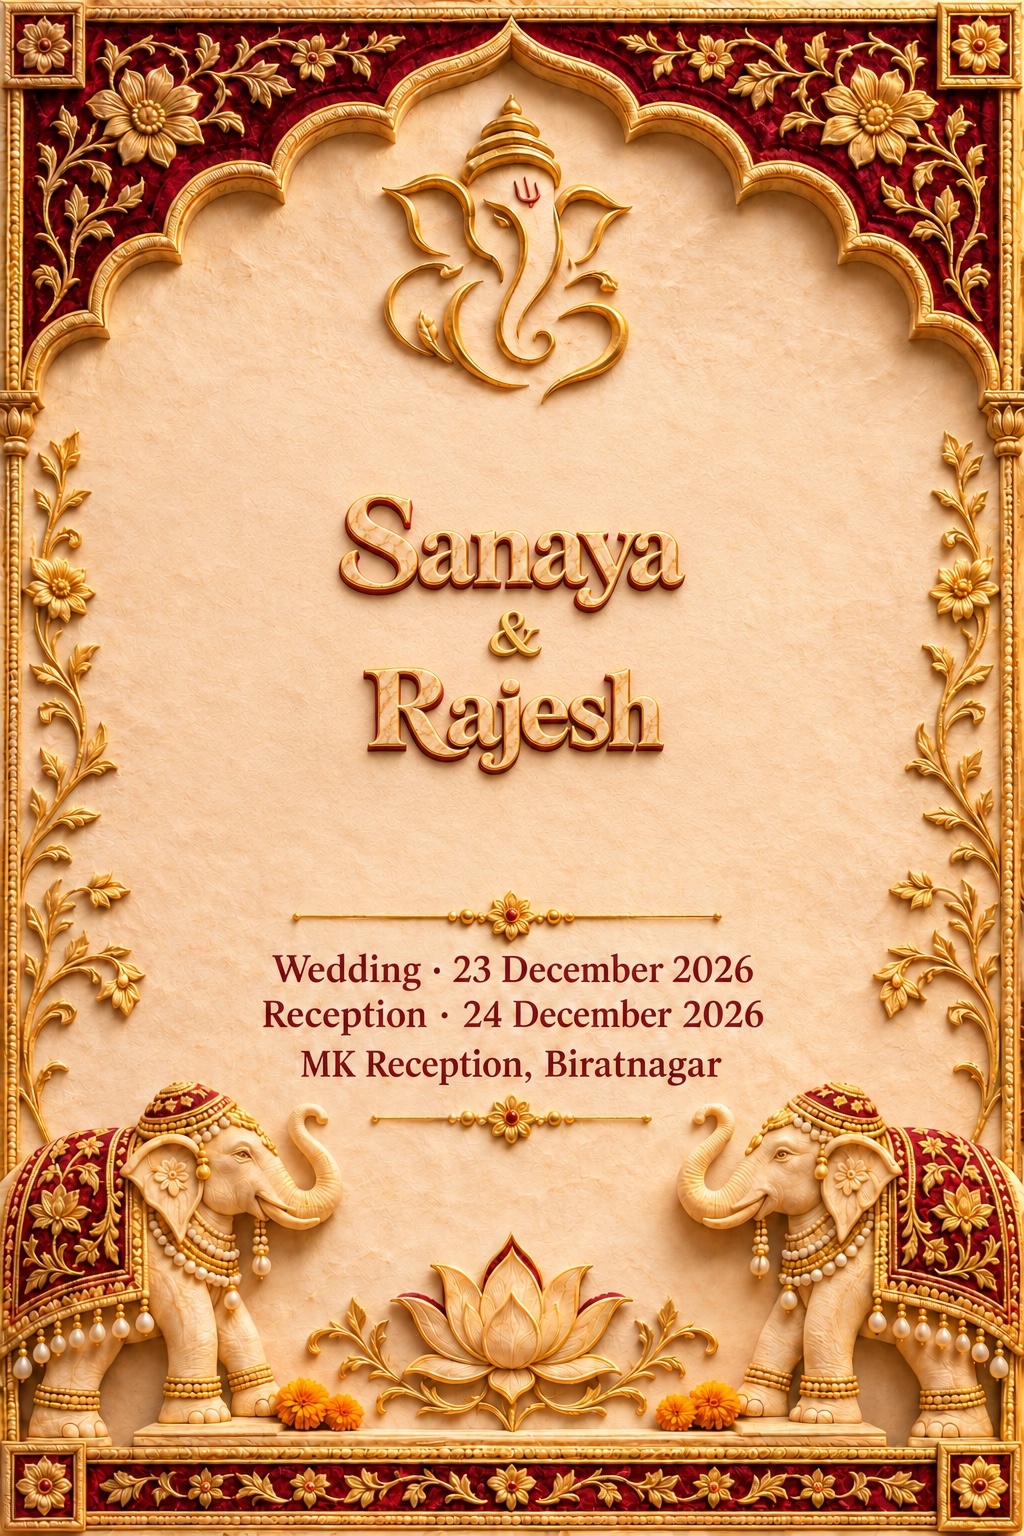 Sanaya
&
Rajesh
Wedding · 23 December 2026
Reception · 24 December 2026
MK Reception, Biratnagar